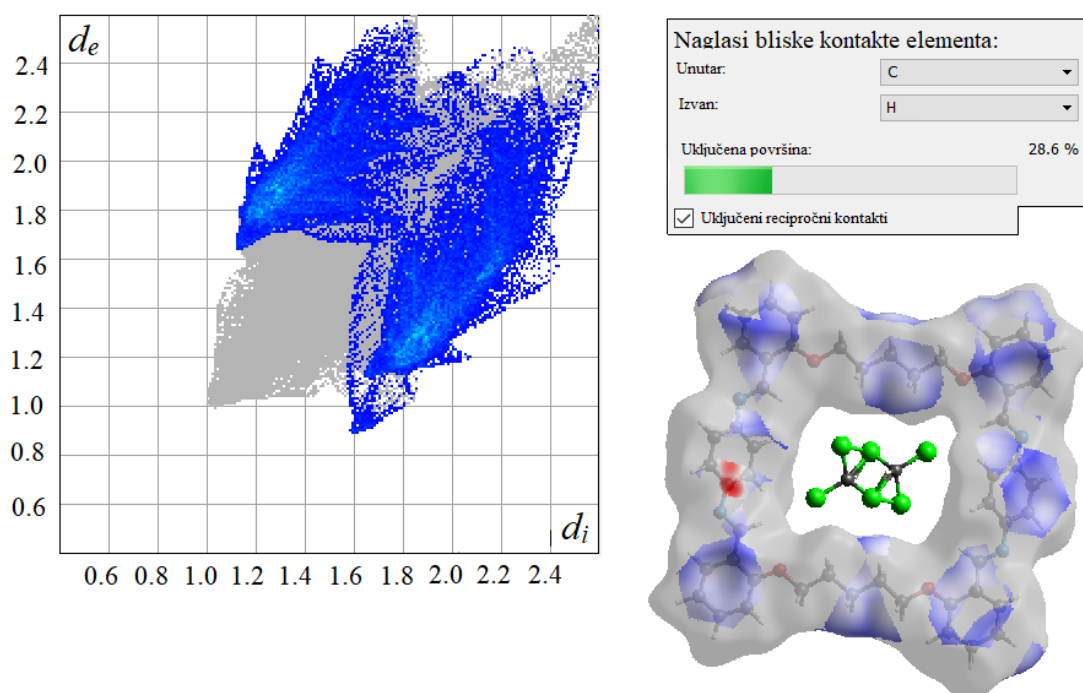 dₑ
2.4
2.2
2.0
1.8
1.6
1.4
1.2
1.0
0.8
0.6
dᵢ
0.6 0.8 1.0 1.2 1.4 1.6 1.8 2.0 2.2 2.4
Naglasi bliske kontakte elementa:
Unutar: C
Izvan: H
Uključena površina: 28.6 %
Uključeni recipročni kontakti